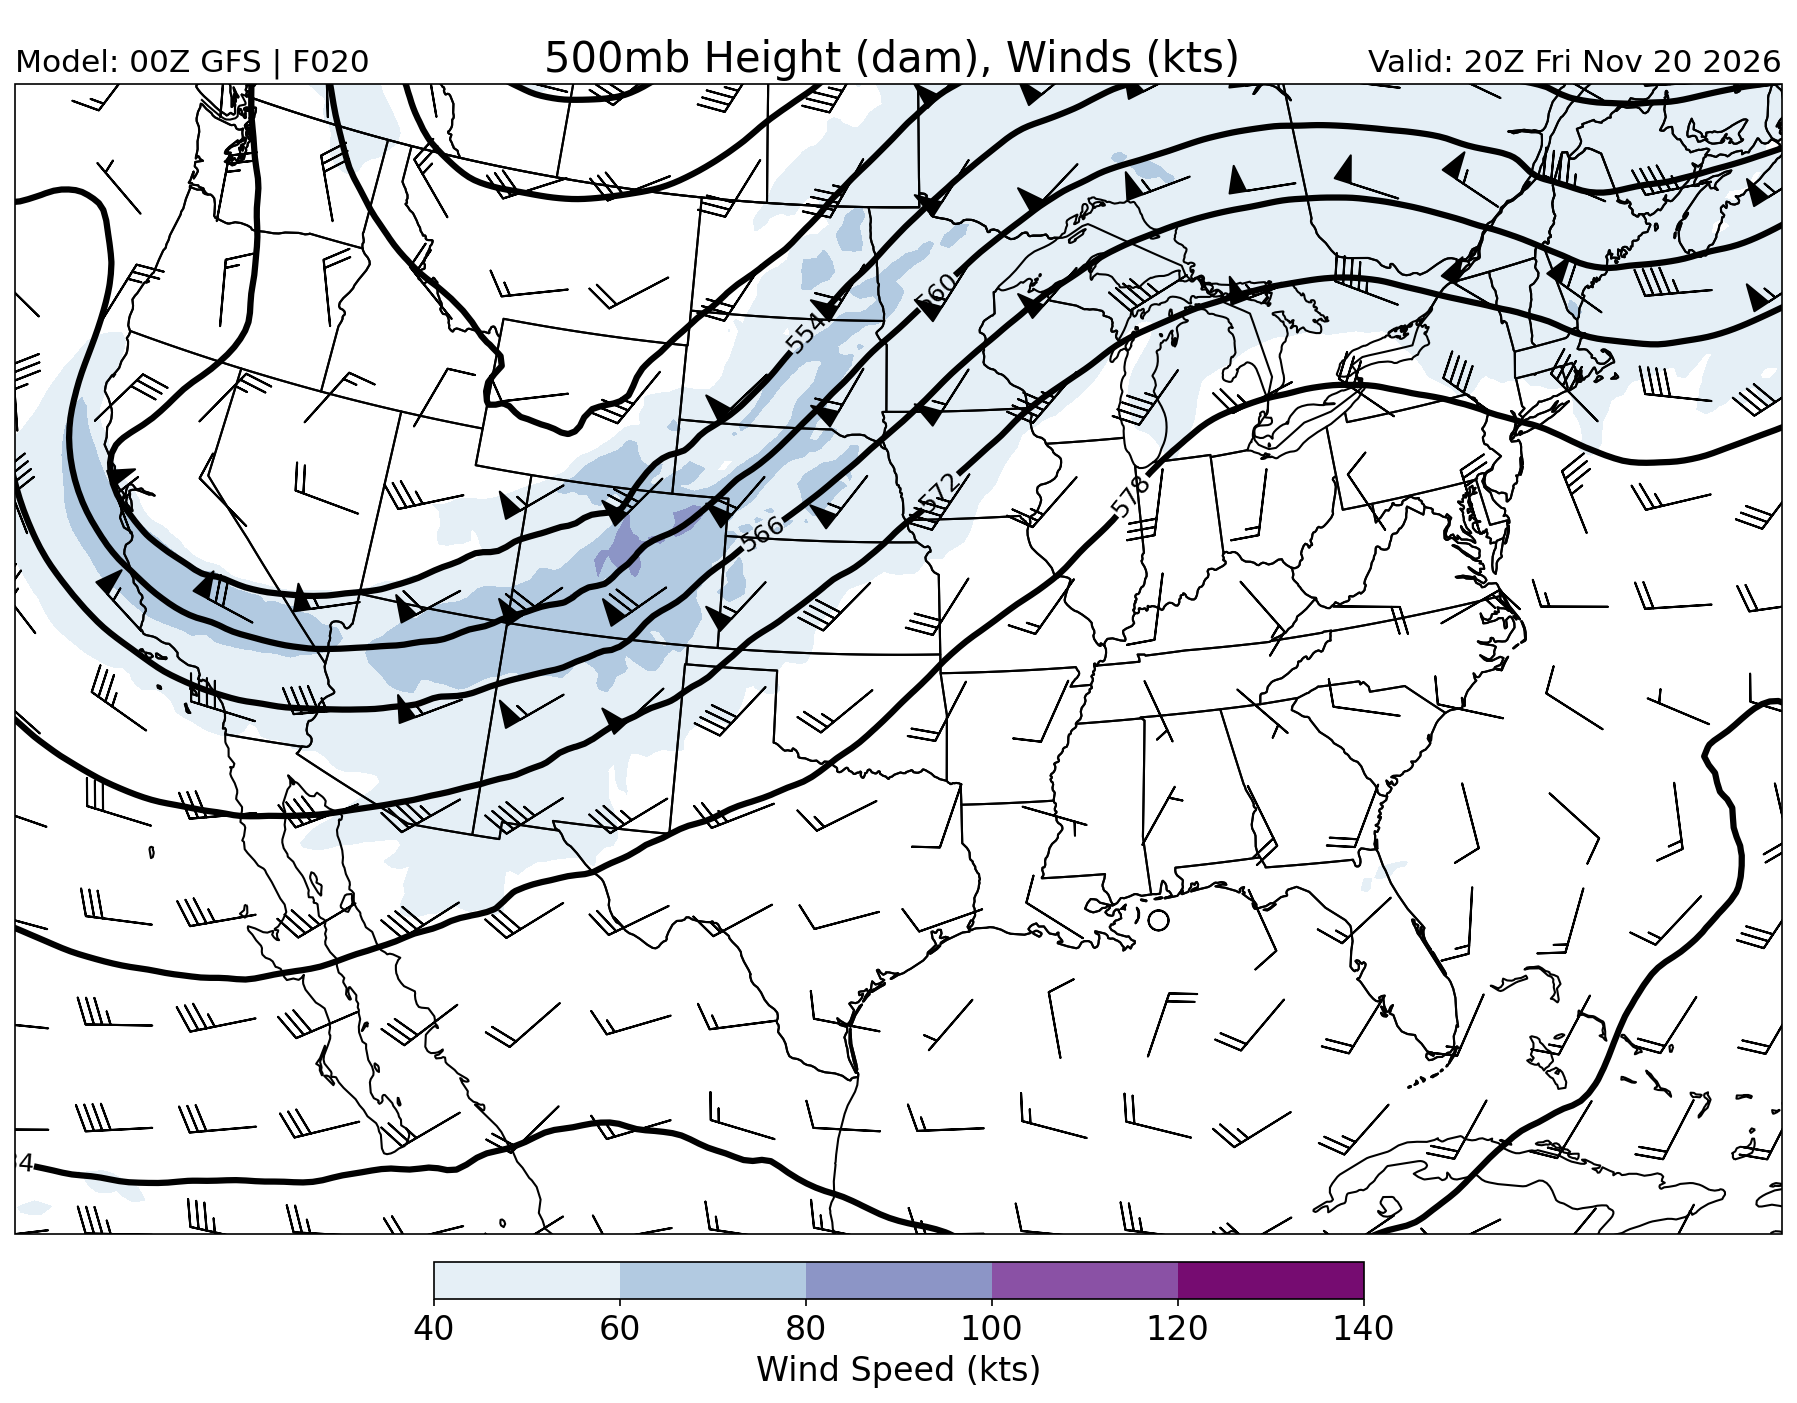 Model: 00Z GFS | F020
500mb Height (dam), Winds (kts)
Valid: 20Z Fri Nov 20 2026
554
560
566
572
578
4
40 60 80 100 120 140
Wind Speed (kts)